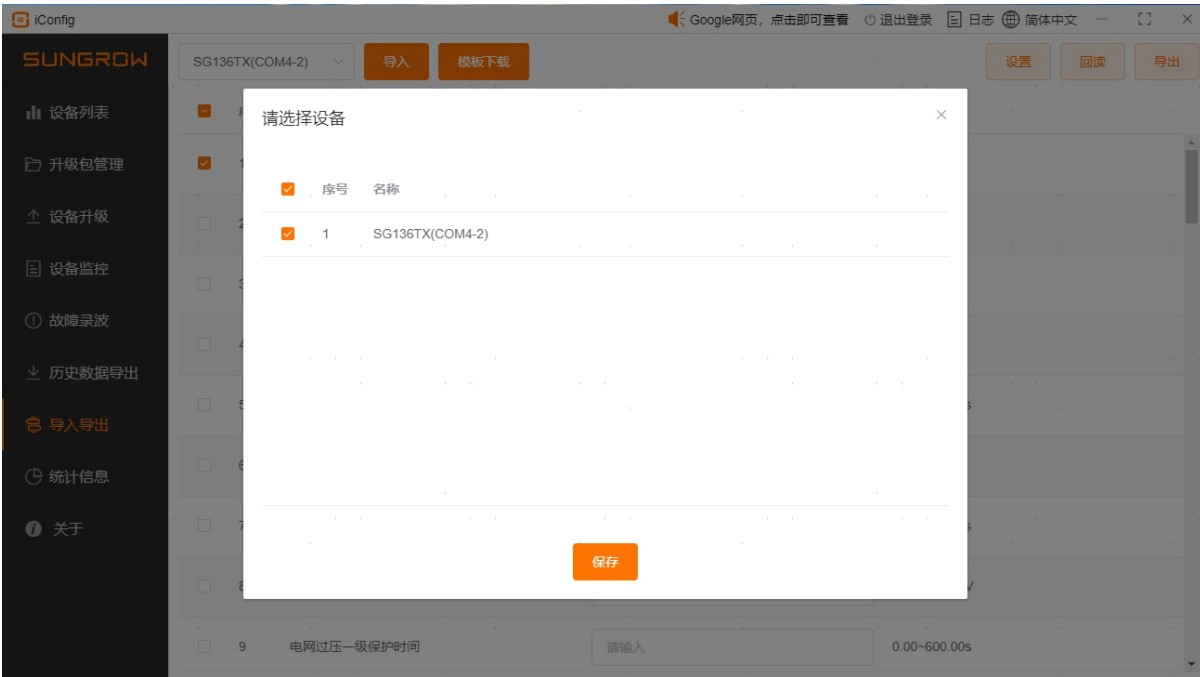 iConfig
Google网页，点击即可查看 退出登录 日志 简体中文
SUNGROW
SG136TX(COM4-2) 导入 模板下载 设置 回读 导出
设备列表
升级包管理
设备升级
设备监控
故障录波
历史数据导出
导入导出
统计信息
关于
请选择设备
序号 名称
1 SG136TX(COM4-2)
保存
9 电网过压一级保护时间 请输入 0.00~600.00s